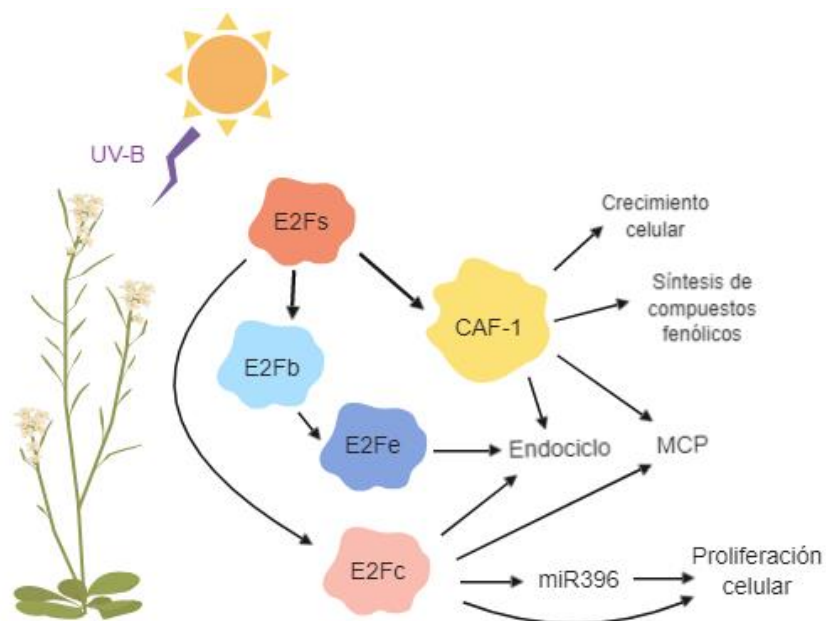 UV-B
E2Fs
Crecimiento
celular
Síntesis de
compuestos
fenólicos
CAF-1
E2Fb
E2Fe
Endociclo
MCP
E2Fc
miR396
Proliferación
celular